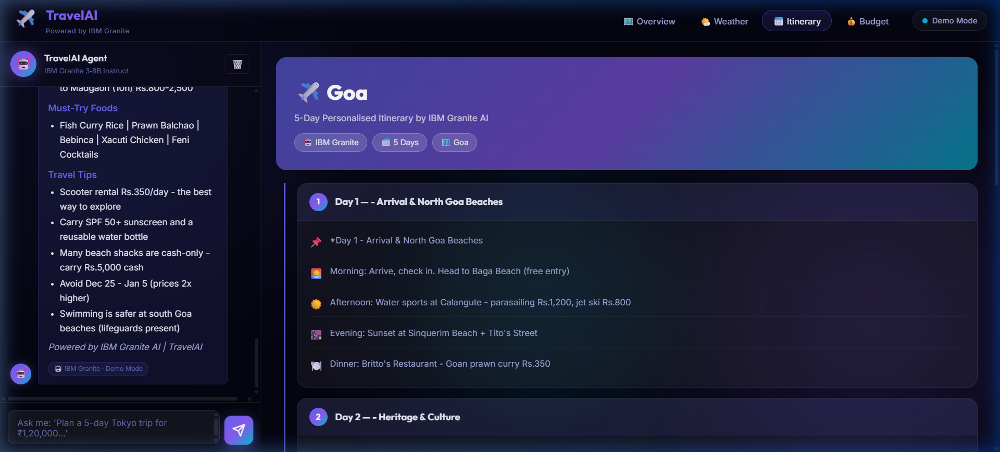 TravelAI
Powered by IBM Granite
Overview
Weather
Itinerary
Budget
Demo Mode
TravelAI Agent
IBM Granite 3-8B Instruct
to Madgaon (10h) Rs.800-2,500
Must-Try Foods
• Fish Curry Rice | Prawn Balchao |
Bebinca | Xacuti Chicken | Feni
Cocktails
Travel Tips
• Scooter rental Rs.350/day - the best
way to explore
• Carry SPF 50+ sunscreen and a
reusable water bottle
• Many beach shacks are cash-only -
carry Rs.5,000 cash
• Avoid Dec 25 - Jan 5 (prices 2x
higher)
• Swimming is safer at south Goa
beaches (lifeguards present)
Powered by IBM Granite AI | TravelAI
IBM Granite · Demo Mode
Ask me: 'Plan a 5-day Tokyo trip for
₹1,20,000...'
Goa
5-Day Personalised Itinerary by IBM Granite AI
IBM Granite
5 Days
Goa
1
Day 1 — - Arrival & North Goa Beaches
*Day 1 - Arrival & North Goa Beaches
Morning: Arrive, check in. Head to Baga Beach (free entry)
Afternoon: Water sports at Calangute - parasailing Rs.1,200, jet ski Rs.800
Evening: Sunset at Sinquerim Beach + Tito's Street
Dinner: Britto's Restaurant - Goan prawn curry Rs.350
2
Day 2 — - Heritage & Culture